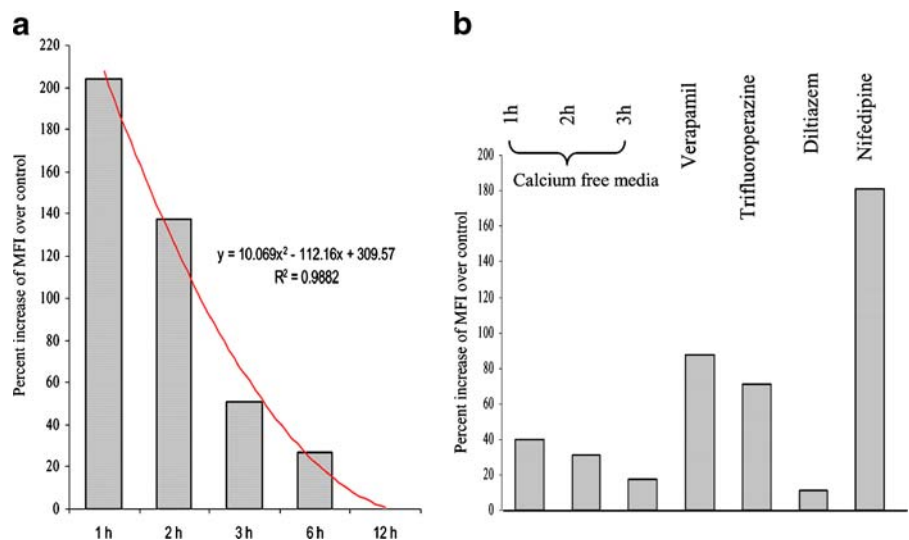 a
Percent increase of MFI over control
220
200
180
160
140
120
100
80
60
40
20
0
y = 10.069x² - 112.16x + 309.57
R² = 0.9882
1 h
2 h
3 h
6 h
12 h
b
1h
2h
3h
Calcium free media
Verapamil
Trifluoroperazine
Diltiazem
Nifedipine
Percent increase of MFI over control
200
180
160
140
120
100
80
60
40
20
0